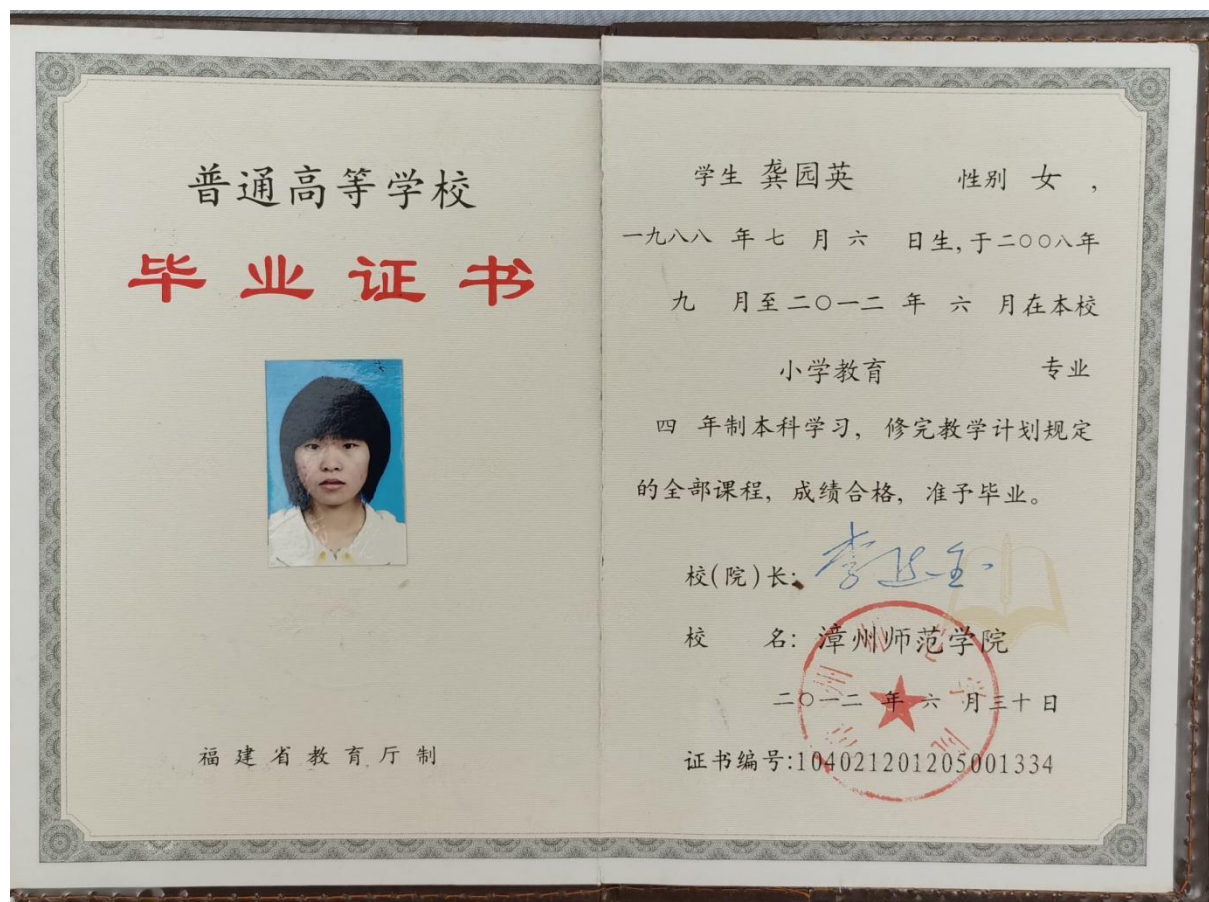 普通高等学校
毕业证书
福建省教育厅制
学生 龚园英 性别 女，
一九八八 年 七 月 六 日生,于二〇〇八年
九 月至二〇一二 年 六 月在本校
小学教育 专业
四 年制本科学习，修完教学计划规定
的全部课程，成绩合格，准予毕业。
校(院)长:
校 名: 漳州师范学院
二〇一二 年 六 月三十日
证书编号:104021201205001334
漳州师范学院